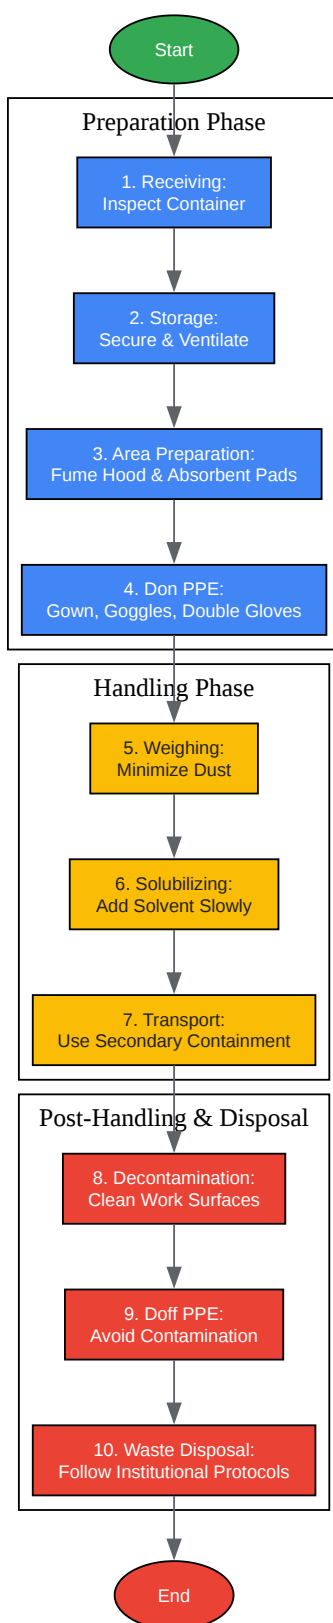 Start
Preparation Phase
1. Receiving:
Inspect Container
2. Storage:
Secure & Ventilate
3. Area Preparation:
Fume Hood & Absorbent Pads
4. Don PPE:
Gown, Goggles, Double Gloves
Handling Phase
5. Weighing:
Minimize Dust
6. Solubilizing:
Add Solvent Slowly
7. Transport:
Use Secondary Containment
Post-Handling & Disposal
8. Decontamination:
Clean Work Surfaces
9. Doff PPE:
Avoid Contamination
10. Waste Disposal:
Follow Institutional Protocols
End